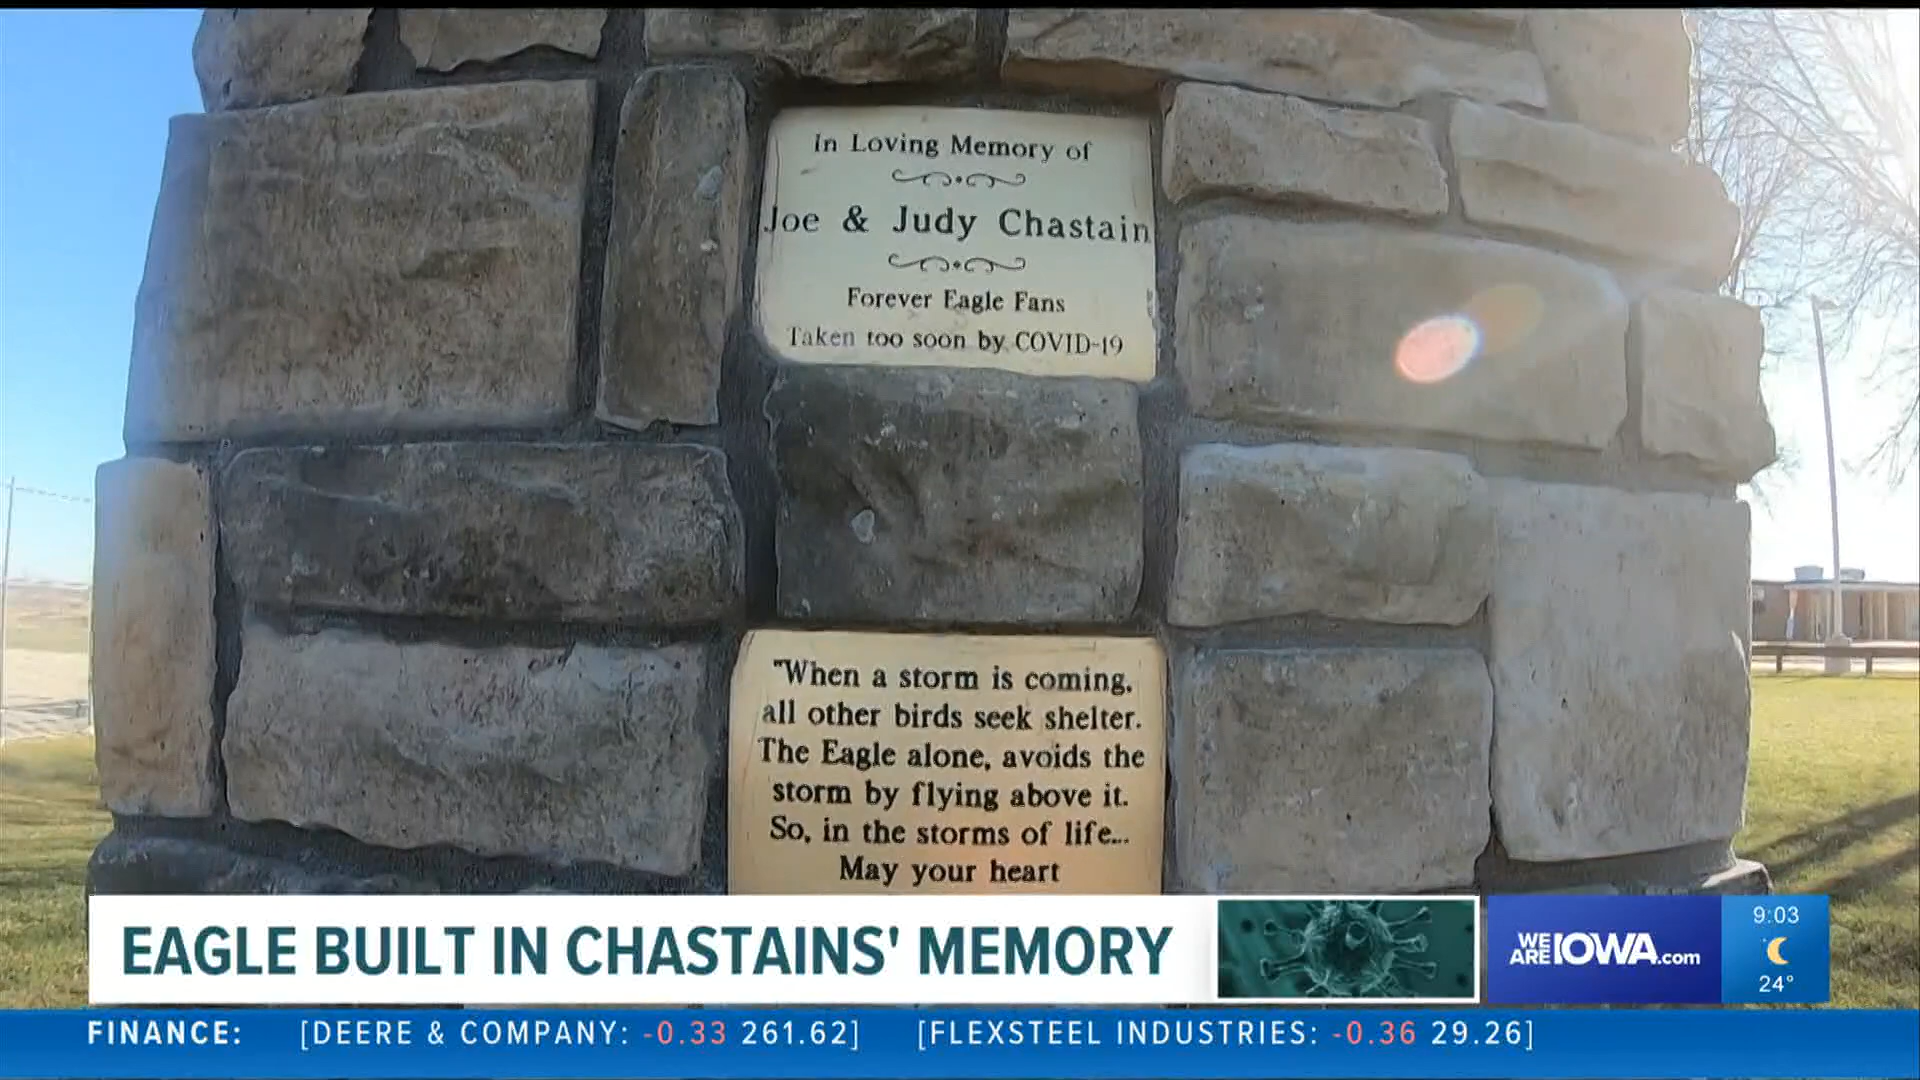 In Loving Memory of
Joe & Judy Chastain
Forever Eagle Fans
Taken too soon by COVID-19
"When a storm is coming,
all other birds seek shelter.
The Eagle alone, avoids the
storm by flying above it.
So, in the storms of life...
May your heart
EAGLE BUILT IN CHASTAINS' MEMORY
WE ARE IOWA.com
9:03
24°
FINANCE: [DEERE & COMPANY: -0.33 261.62] [FLEXSTEEL INDUSTRIES: -0.36 29.26]